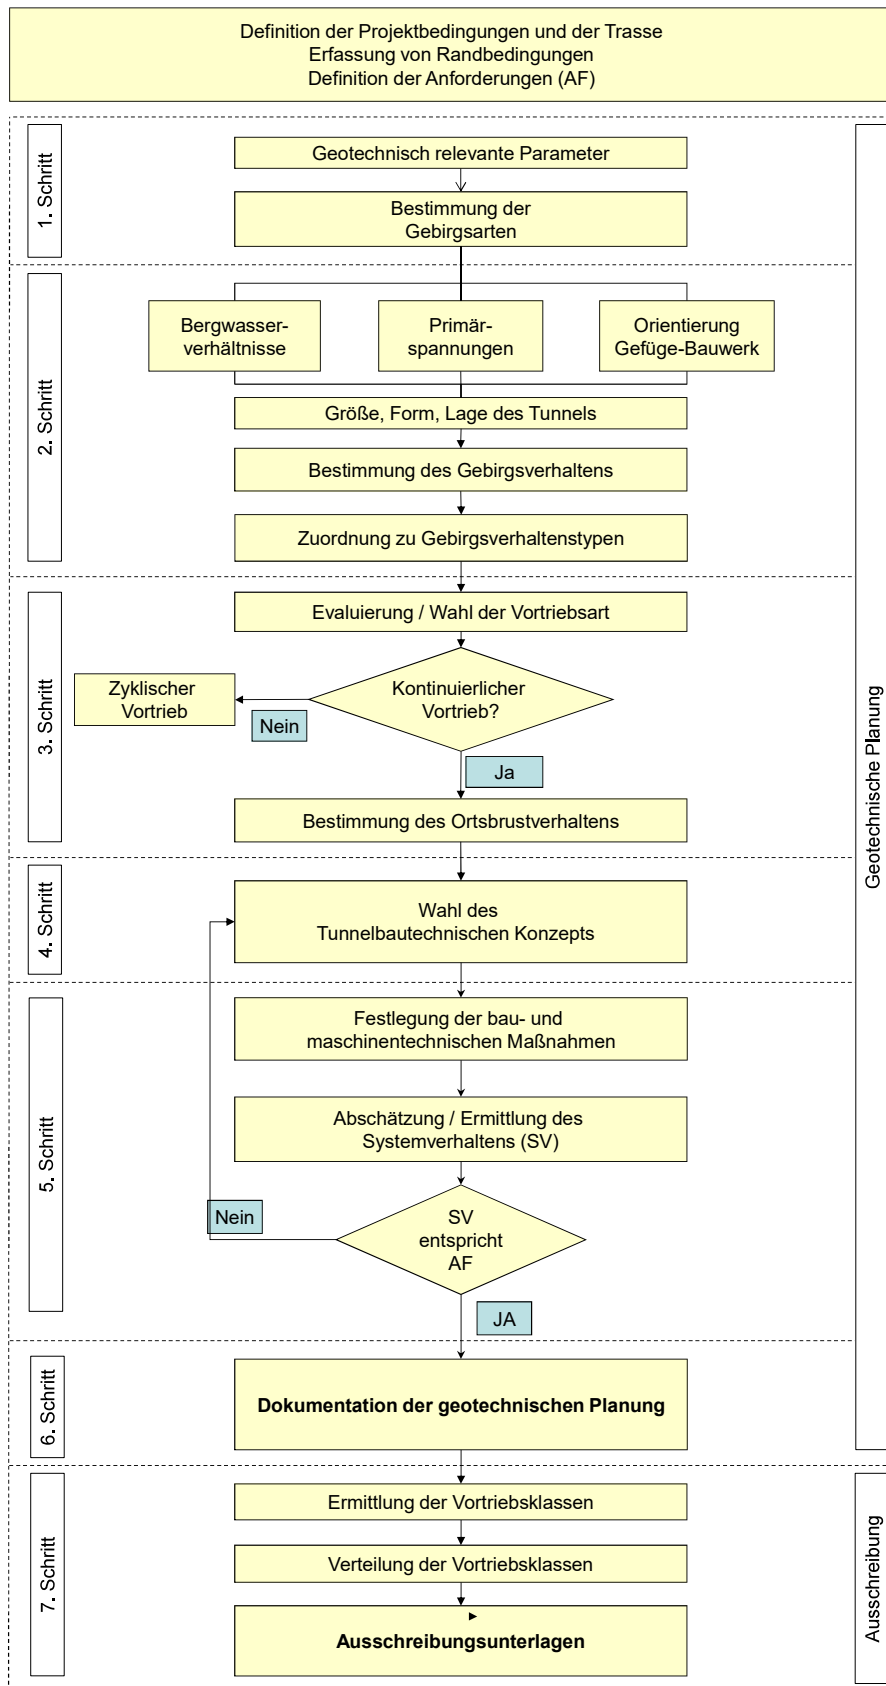 Definition der Projektbedingungen und der Trasse
Erfassung von Randbedingungen
Definition der Anforderungen (AF)
1. Schritt
Geotechnisch relevante Parameter
Bestimmung der
Gebirgsarten
2. Schritt
Bergwasser-
verhältnisse
Primär-
spannungen
Orientierung
Gefüge-Bauwerk
Größe, Form, Lage des Tunnels
Bestimmung des Gebirgsverhaltens
Zuordnung zu Gebirgsverhaltenstypen
3. Schritt
Evaluierung / Wahl der Vortriebsart
Zyklischer
Vortrieb
Kontinuierlicher
Vortrieb?
Nein
Ja
Bestimmung des Ortsbrustverhaltens
Geotechnische Planung
4. Schritt
Wahl des
Tunnelbautechnischen Konzepts
5. Schritt
Festlegung der bau- und
maschinentechnischen Maßnahmen
Abschätzung / Ermittlung des
Systemverhaltens (SV)
Nein
SV
entspricht
AF
JA
6. Schritt
Dokumentation der geotechnischen Planung
7. Schritt
Ermittlung der Vortriebsklassen
Verteilung der Vortriebsklassen
Ausschreibungsunterlagen
Ausschreibung